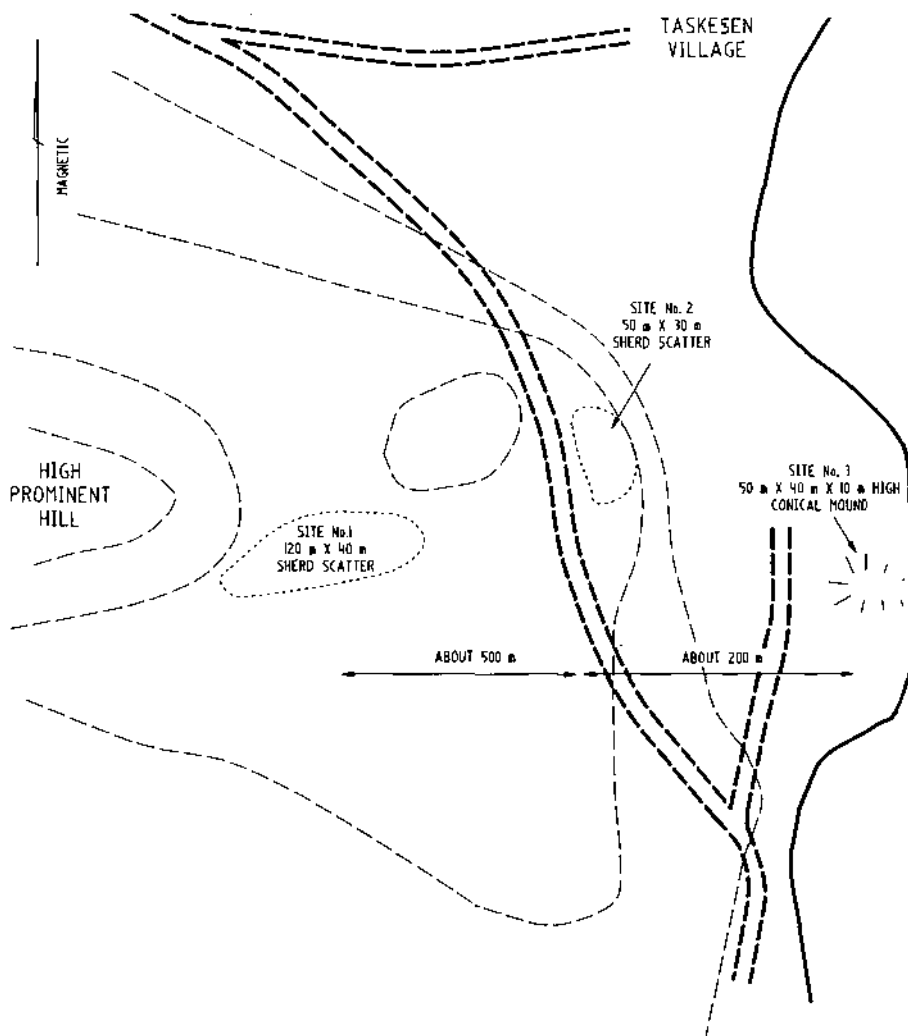 TASKESEN
VILLAGE
MAGNETIC
SITE No. 2
50 m X 30 m
SHERD SCATTER
HIGH
PROMINENT
HILL
SITE No. 3
50 m X 40 m X 10 m HIGH
CONICAL MOUND
SITE No.1
120 m X 40 m
SHERD SCATTER
ABOUT 500 m
ABOUT 200 m